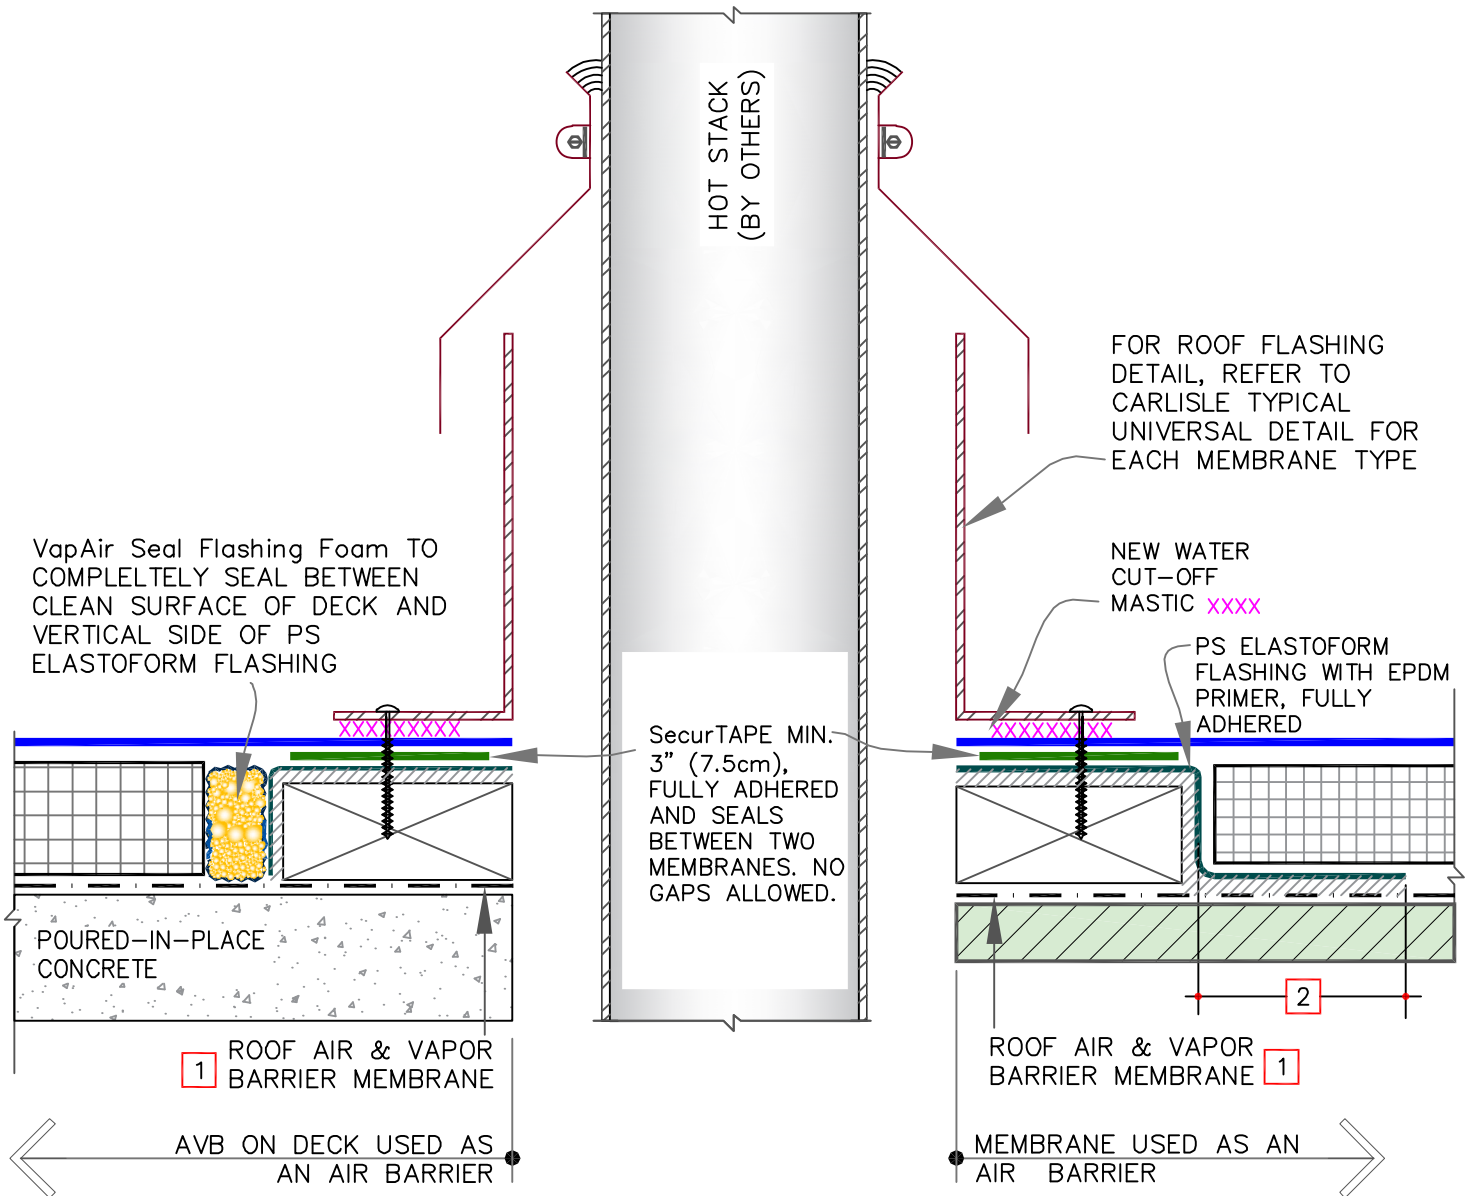 HOT STACK
(BY OTHERS)
FOR ROOF FLASHING
DETAIL, REFER TO
CARLISLE TYPICAL
UNIVERSAL DETAIL FOR
EACH MEMBRANE TYPE
VapAir Seal Flashing Foam TO
COMPLELTELY SEAL BETWEEN
CLEAN SURFACE OF DECK AND
VERTICAL SIDE OF PS
ELASTOFORM FLASHING
NEW WATER
CUT-OFF
MASTIC XXXX
PS ELASTOFORM
FLASHING WITH EPDM
PRIMER, FULLY
ADHERED
XXXXXXXXX
XXXXXXXXX
SecurTAPE MIN.
3" (7.5cm),
FULLY ADHERED
AND SEALS
BETWEEN TWO
MEMBRANES. NO
GAPS ALLOWED.
POURED-IN-PLACE
CONCRETE
2
1 ROOF AIR & VAPOR
BARRIER MEMBRANE
ROOF AIR & VAPOR
BARRIER MEMBRANE 1
AVB ON DECK USED AS
AN AIR BARRIER
MEMBRANE USED AS AN
AIR BARRIER